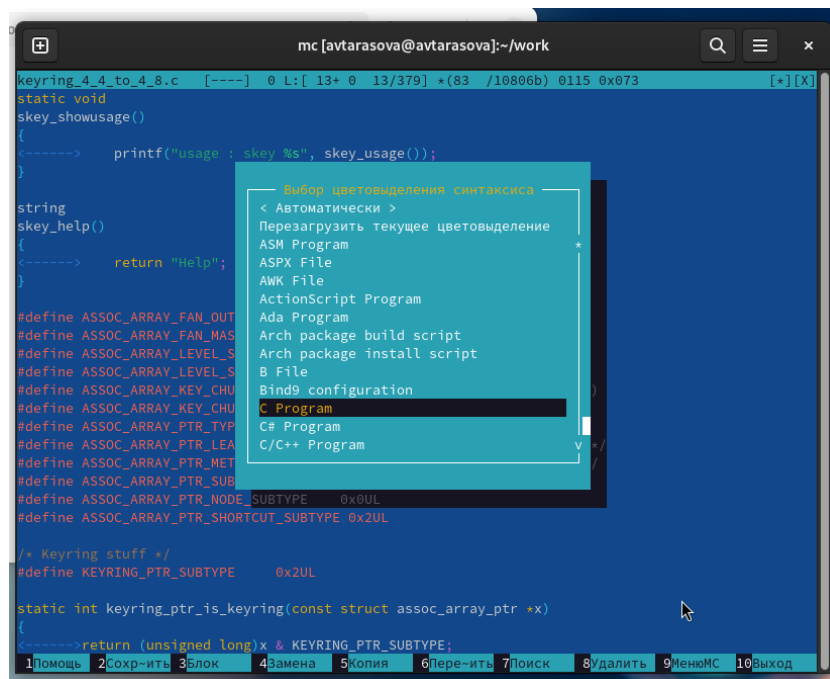 mc [avtarasova@avtarasova]:~/work
keyring_4_4_to_4_8.c [----] 0 L:[ 13+ 0 13/379] *(83 /10806b) 0115 0x073 [*][X]
static void
skey_showusage()
{
<------> printf("usage : skey %s", skey_usage());
}
string
skey_help()
{
<------> return "Help";
}
#define ASSOC_ARRAY_FAN_OUT
#define ASSOC_ARRAY_FAN_MAS
#define ASSOC_ARRAY_LEVEL_S
#define ASSOC_ARRAY_LEVEL_S
#define ASSOC_ARRAY_KEY_CHU )
#define ASSOC_ARRAY_KEY_CHU
#define ASSOC_ARRAY_PTR_TYP
#define ASSOC_ARRAY_PTR_LEA */
#define ASSOC_ARRAY_PTR_MET /
#define ASSOC_ARRAY_PTR_SUB
#define ASSOC_ARRAY_PTR_NODE_SUBTYPE 0x0UL
#define ASSOC_ARRAY_PTR_SHORTCUT_SUBTYPE 0x2UL
/* Keyring stuff */
#define KEYRING_PTR_SUBTYPE 0x2UL
static int keyring_ptr_is_keyring(const struct assoc_array_ptr *x)
{
<------>return (unsigned long)x & KEYRING_PTR_SUBTYPE;
Выбор цветовыделения синтаксиса
< Автоматически >
Перезагрузить текущее цветовыделение
ASM Program *
ASPX File
AWK File
ActionScript Program
Ada Program
Arch package build script
Arch package install script
B File
Bind9 configuration
C Program
C# Program
C/C++ Program v
1Помощь 2Сохр~ить 3Блок 4Замена 5Копия 6Пере~ить 7Поиск 8Удалить 9МенюМС 10Выход